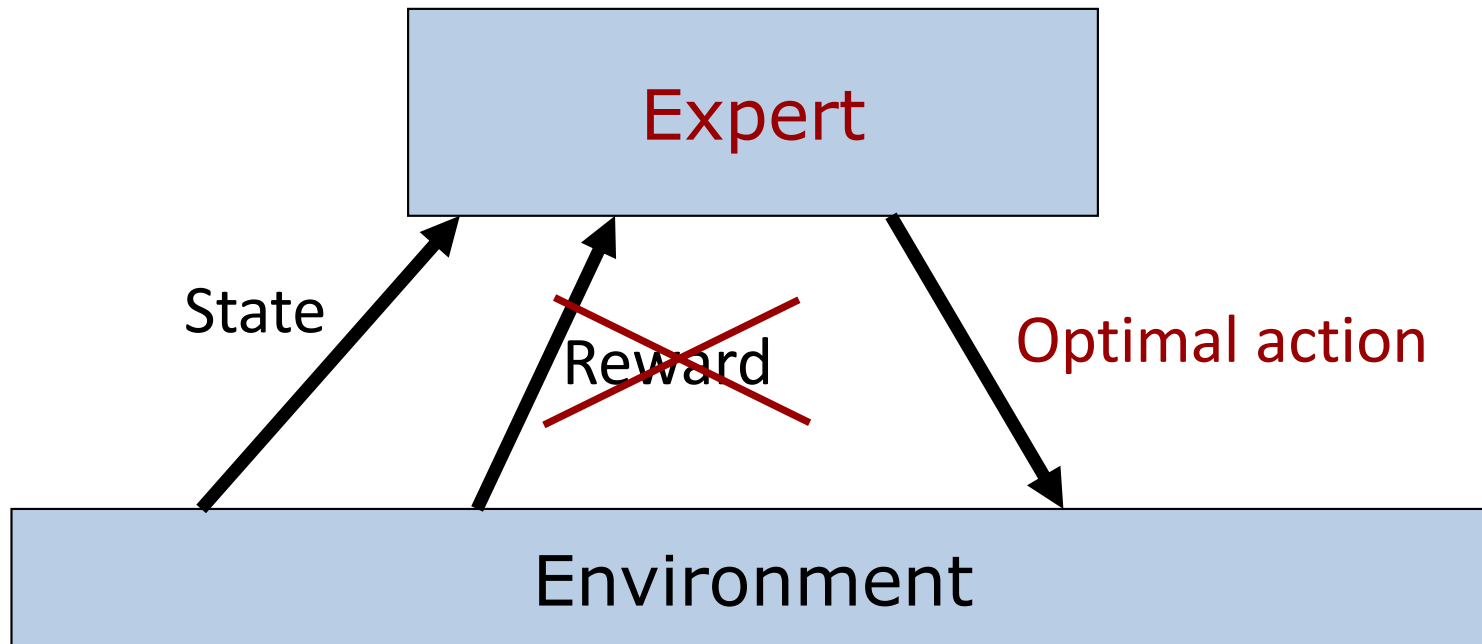 Expert
State
Reward
Optimal action
Environment